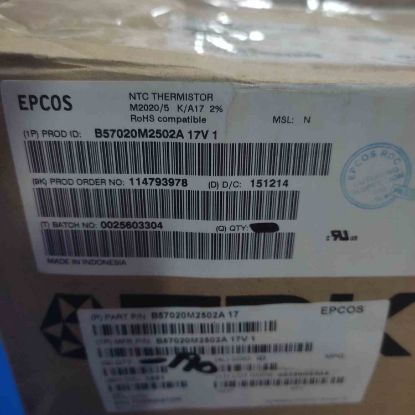 EPCOS
NTC THERMISTOR
M2020/5 K/A17 2%
RoHS compatible
MSL: N
(1P) PROD ID: B57020M2502A 17V 1
(9K) PROD ORDER NO: 114793978 (D) D/C: 151214
(T) BATCH NO: 0025603304 (Q) QTY:
MADE IN INDONESIA
EPCOS
(P) PART P/N: B57020M2502A 17
B57020M2502A 17V 1